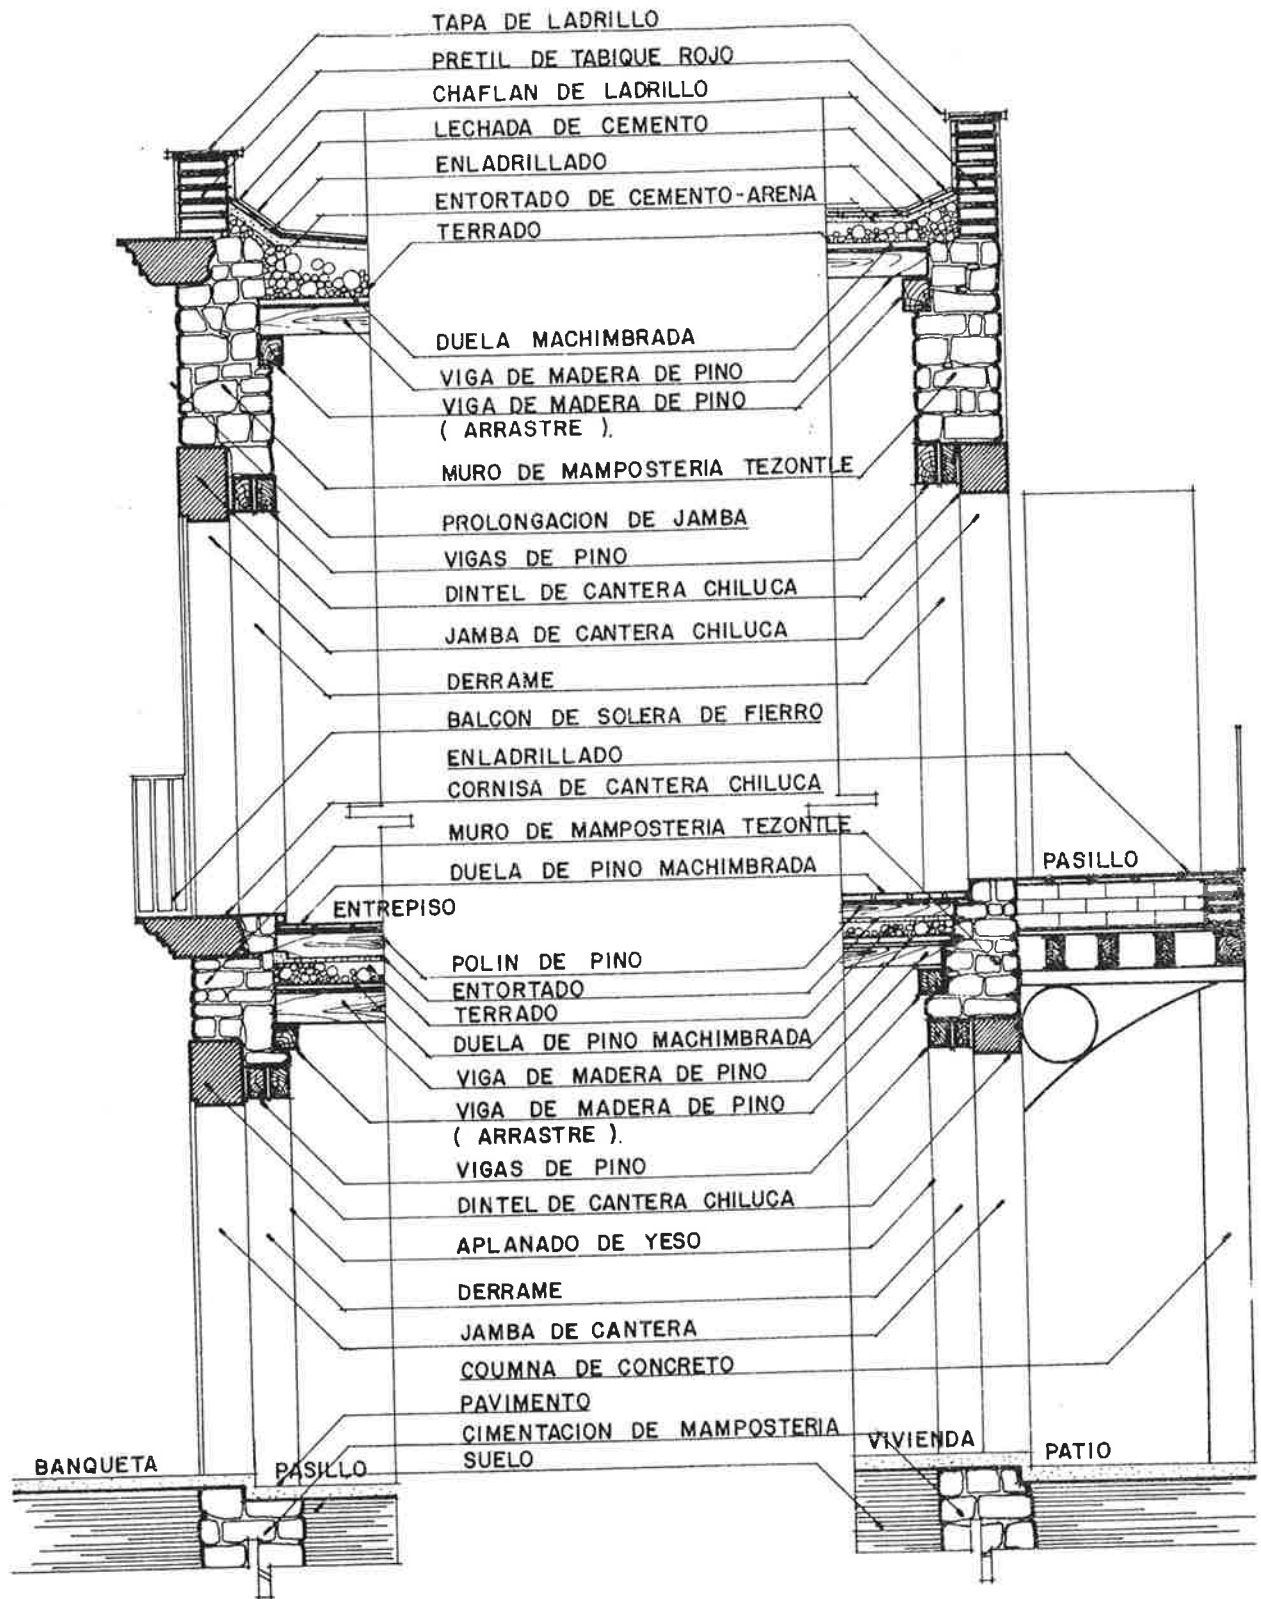 TAPA DE LADRILLO
PRETIL DE TABIQUE ROJO
CHAFLAN DE LADRILLO
LECHADA DE CEMENTO
ENLADRILLADO
ENTORTADO DE CEMENTO-ARENA
TERRADO
DUELA MACHIMBRADA
VIGA DE MADERA DE PINO
VIGA DE MADERA DE PINO
( ARRASTRE ).
MURO DE MAMPOSTERIA TEZONTLE
PROLONGACION DE JAMBA
VIGAS DE PINO
DINTEL DE CANTERA CHILUCA
JAMBA DE CANTERA CHILUCA
DERRAME
BALCON DE SOLERA DE FIERRO
ENLADRILLADO
CORNISA DE CANTERA CHILUCA
MURO DE MAMPOSTERIA TEZONTLE
DUELA DE PINO MACHIMBRADA
PASILLO
ENTREPISO
POLIN DE PINO
ENTORTADO
TERRADO
DUELA DE PINO MACHIMBRADA
VIGA DE MADERA DE PINO
VIGA DE MADERA DE PINO
( ARRASTRE ).
VIGAS DE PINO
DINTEL DE CANTERA CHILUCA
APLANADO DE YESO
DERRAME
JAMBA DE CANTERA
COUMNA DE CONCRETO
PAVIMENTO
CIMENTACION DE MAMPOSTERIA
SUELO
BANQUETA
PASILLO
VIVIENDA
PATIO